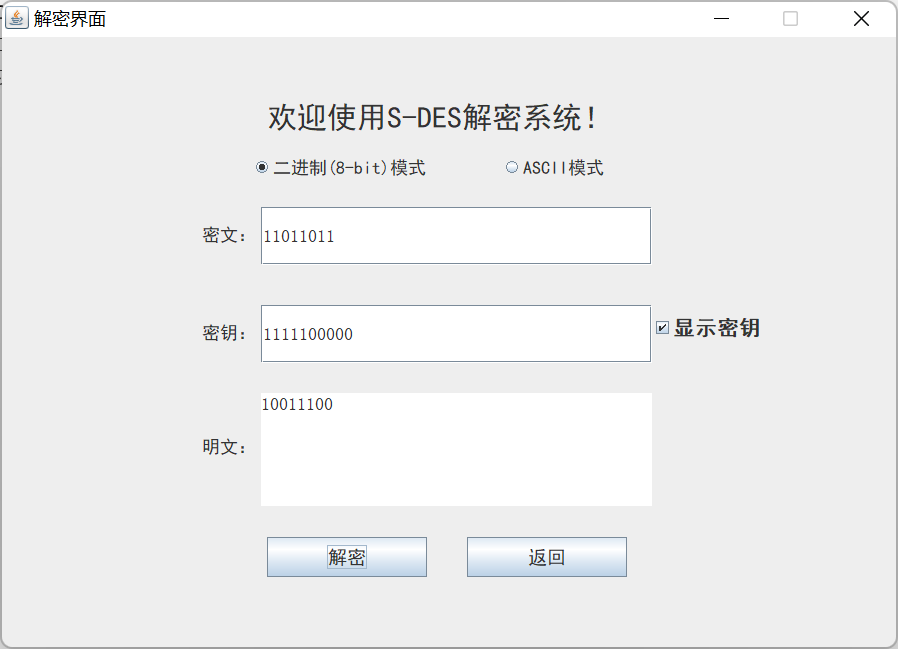 解密界面
欢迎使用S-DES解密系统!
二进制(8-bit)模式 ASCII模式
密文: 11011011
密钥: 1111100000 显示密钥
10011100
明文:
解密 返回